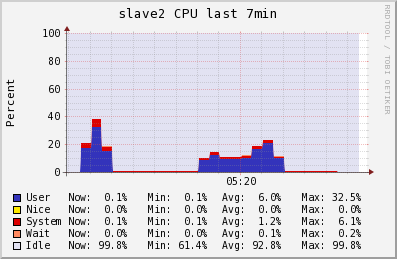 slave2 CPU last 7min
RRDTOOL / TOBI OETIKER
Percent
100
80
60
40
20
0
05:20
User Now: 0.1% Min: 0.1% Avg: 6.0% Max: 32.5%
Nice Now: 0.0% Min: 0.0% Avg: 0.0% Max: 0.0%
System Now: 0.1% Min: 0.1% Avg: 1.2% Max: 6.1%
Wait Now: 0.0% Min: 0.0% Avg: 0.1% Max: 0.2%
Idle Now: 99.8% Min: 61.4% Avg: 92.8% Max: 99.8%